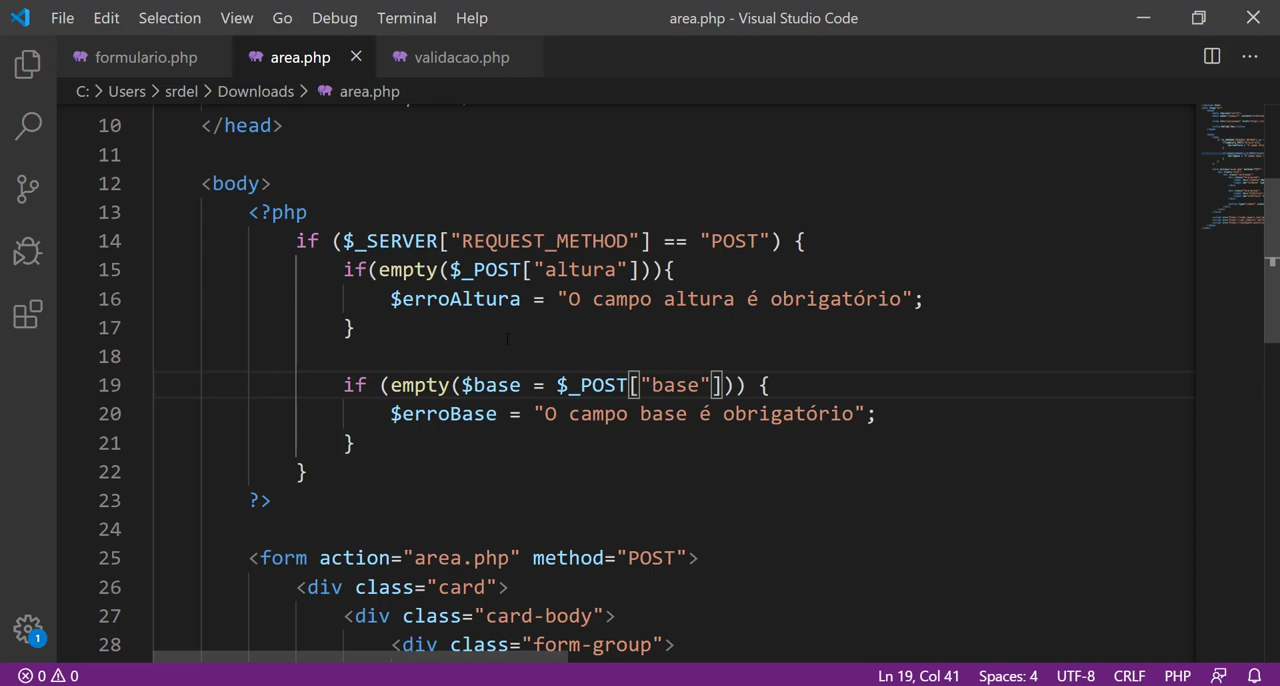 File Edit Selection View Go Debug Terminal Help area.php - Visual Studio Code
formulario.php area.php validacao.php
C: > Users > srdel > Downloads > area.php
10 </head>
11
12 <body>
13 <?php
14 if ($_SERVER["REQUEST_METHOD"] == "POST") {
15 if(empty($_POST["altura"])){
16 $erroAltura = "O campo altura é obrigatório";
17 }
18
19 if (empty($base = $_POST["base"])) {
20 $erroBase = "O campo base é obrigatório";
21 }
22 }
23 ?>
24
25 <form action="area.php" method="POST">
26 <div class="card">
27 <div class="card-body">
28 <div class="form-group">
1
0 0 Ln 19, Col 41 Spaces: 4 UTF-8 CRLF PHP